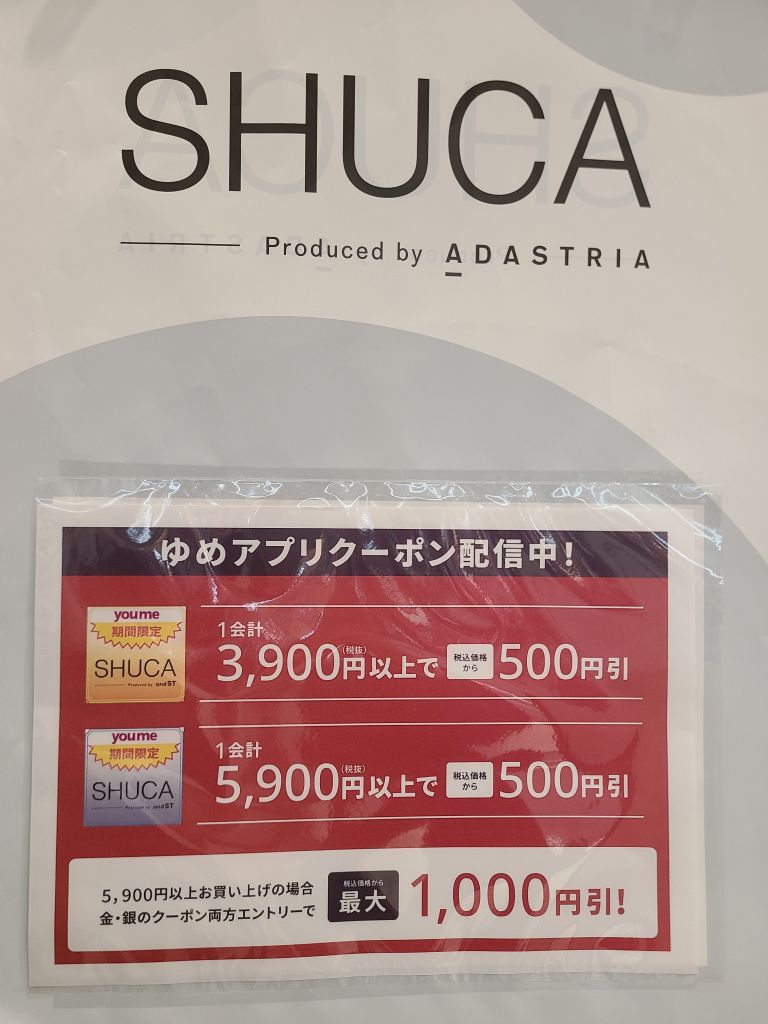 SHUCA
Produced by ADASTRIA
ゆめアプリクーポン配信中!
youme
期間限定
SHUCA
Produced by andST
1会計
3,900円(税抜)以上で 税込価格から 500円引
youme
期間限定
SHUCA
Produced by andST
1会計
5,900円(税抜)以上で 税込価格から 500円引
5,900円以上お買い上げの場合
金・銀のクーポン両方エントリーで
税込価格から
最大 1,000円引!